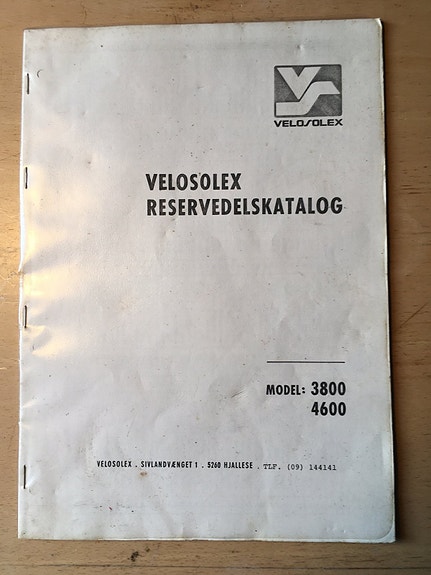 VELOSOLEX
VELOSOLEX
RESERVEDELSKATALOG
MODEL: 3800
4600
VELOSOLEX . SIVLANDVÆNGET 1 . 5260 HJALLESE . TLF. (09) 144141